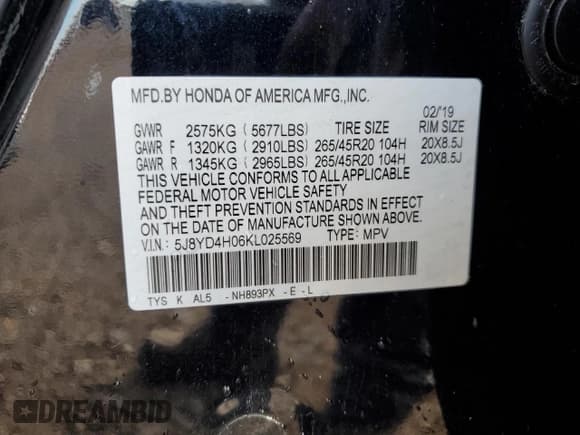 MFD.BY HONDA OF AMERICA MFG.,INC.
02/'19
GVWR 2575KG (5677LBS) TIRE SIZE RIM SIZE
GAWR F 1320KG (2910LBS) 265/45R20 104H 20X8.5J
GAWR R 1345KG (2965LBS) 265/45R20 104H 20X8.5J
THIS VEHICLE CONFORMS TO ALL APPLICABLE
FEDERAL MOTOR VEHICLE SAFETY
AND THEFT PREVENTION STANDARDS IN EFFECT
ON THE DATE OF MANUFACTURE SHOWN ABOVE.
V.I.N.: 5J8YD4H06KL025569 TYPE: MPV
TYS K AL5 -NH893PX -E -L
DREAMBID